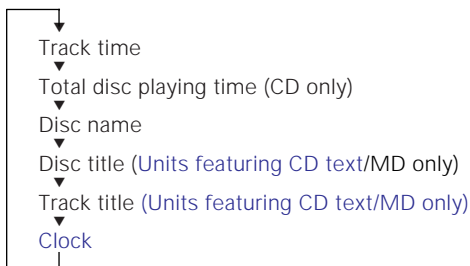 Track time
Total disc playing time (CD only)
Disc name
Disc title (Units featuring CD text/MD only)
Track title (Units featuring CD text/MD only)
Clock